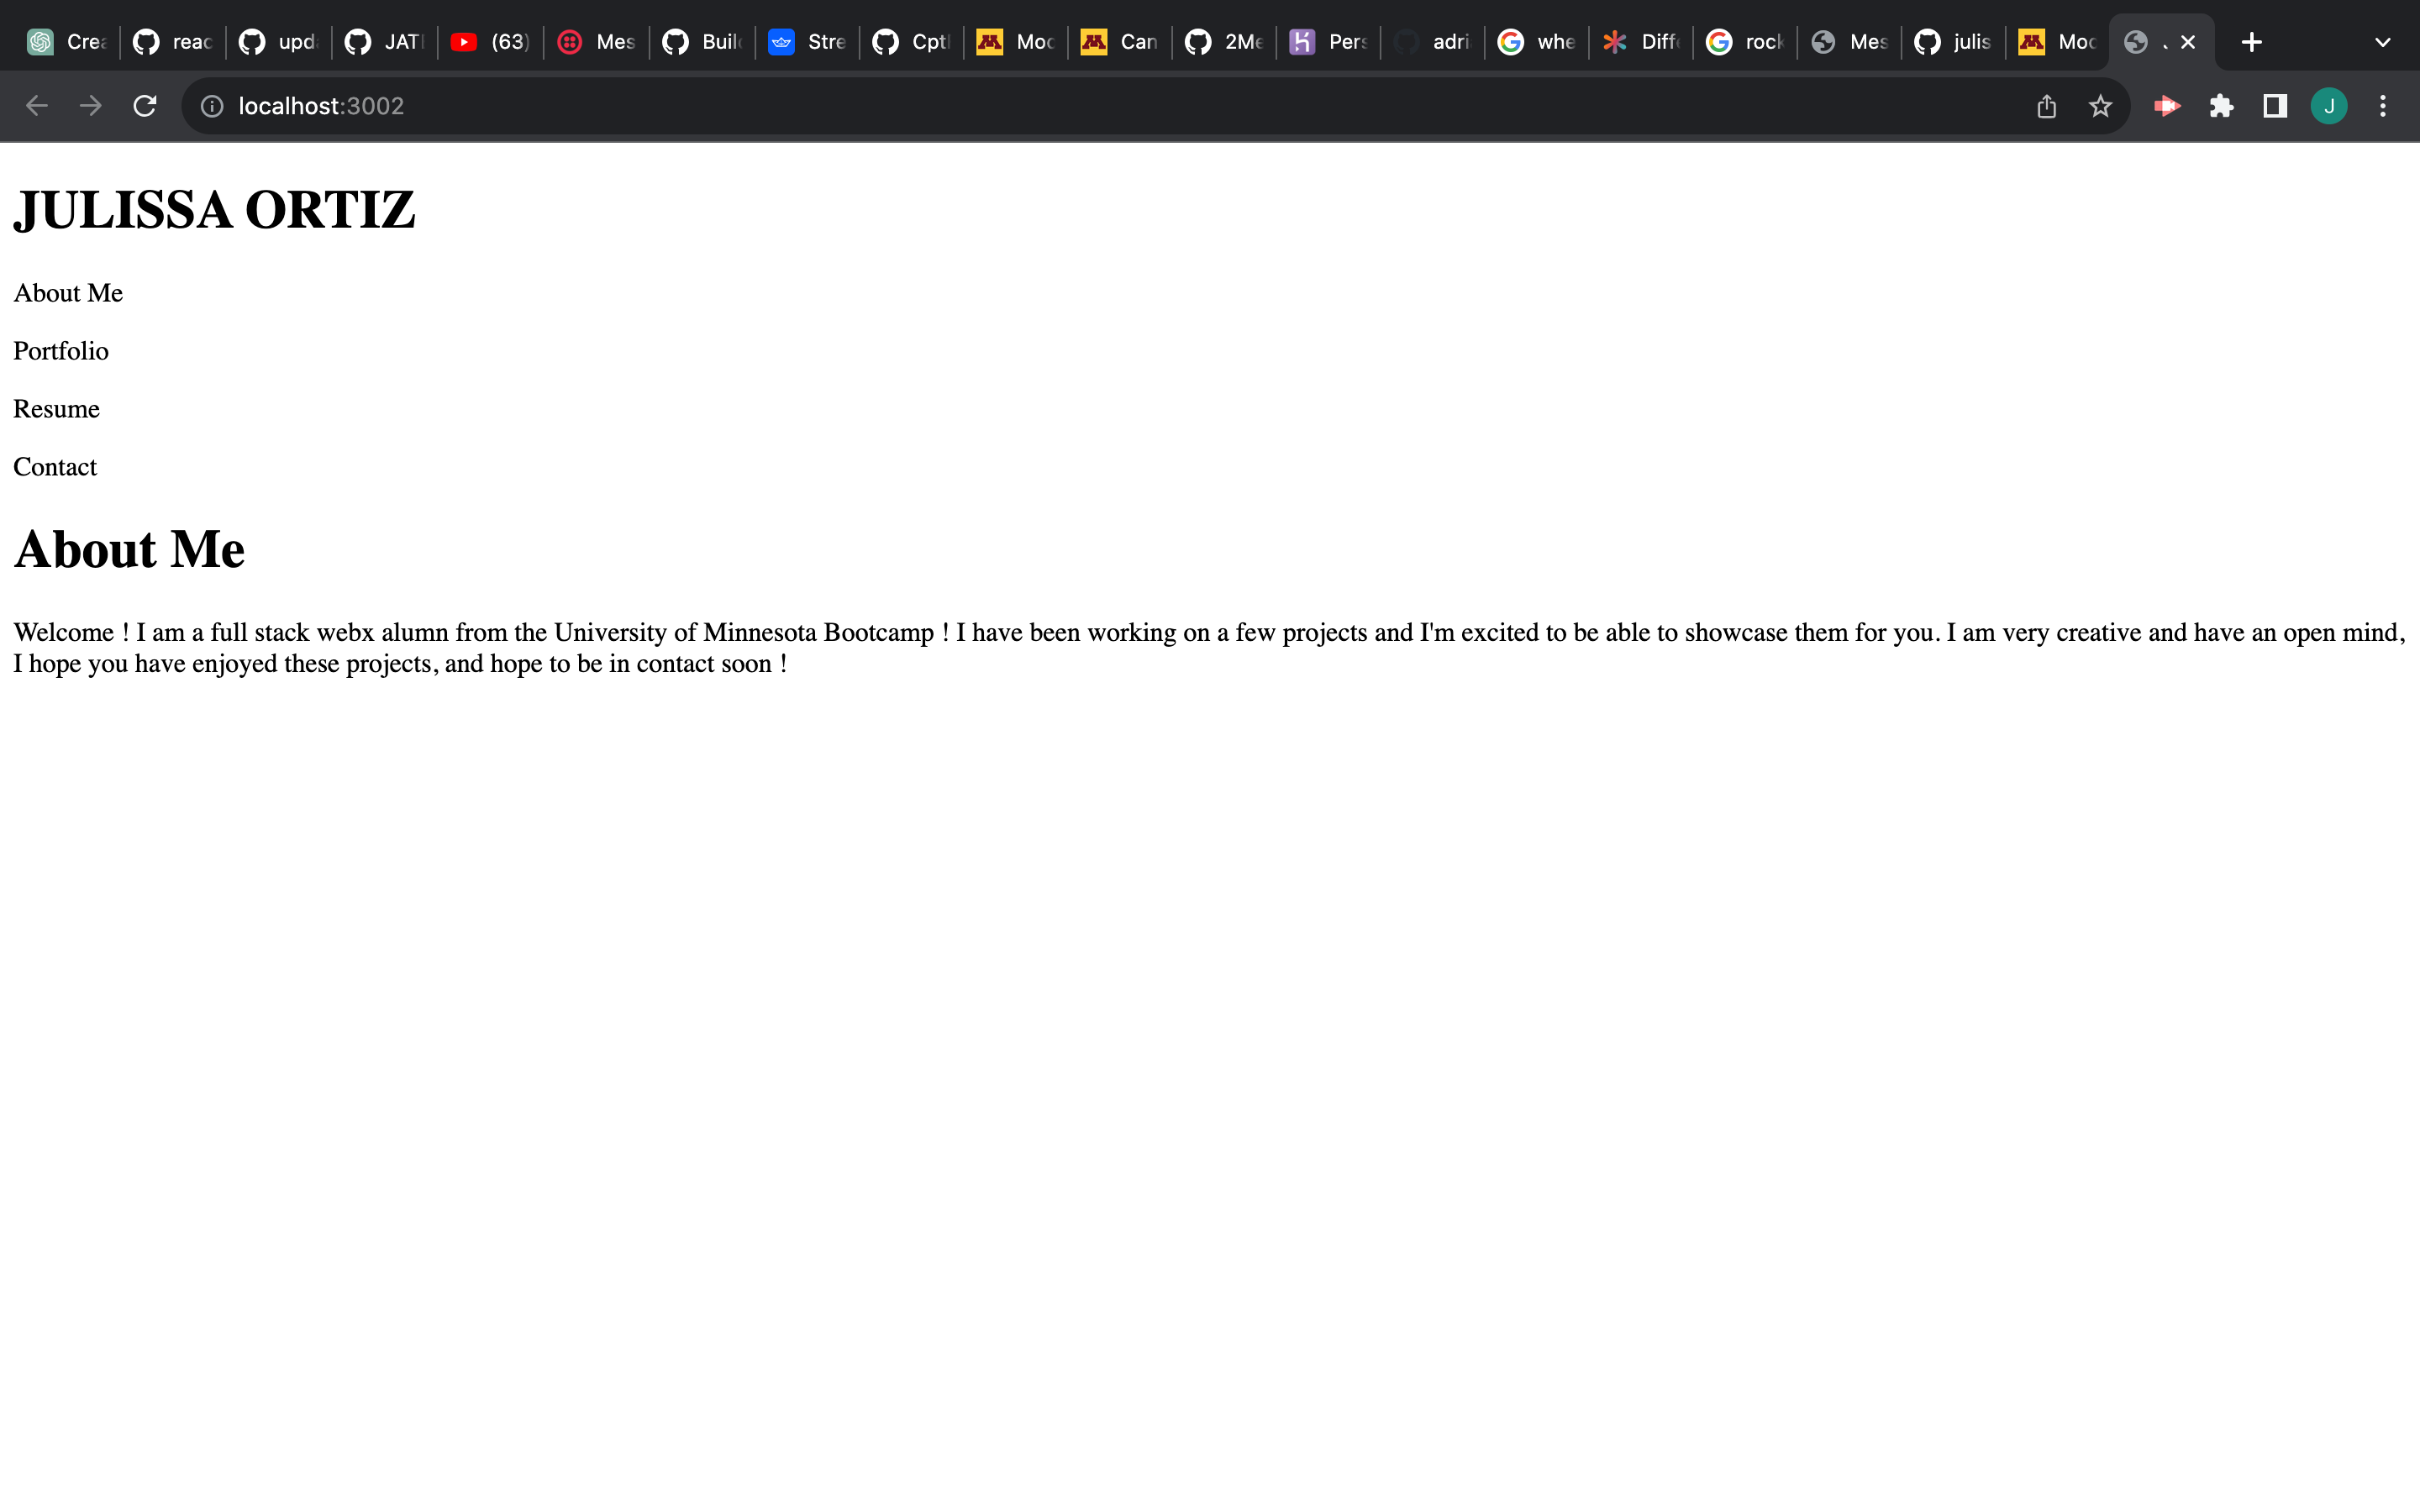 Crea reac upd JATI (63) Mes Buil Stre Cptl Moc Can 2Me Pers adri whe Diffe rock Mes julis Moc
localhost:3002
J
JULISSA ORTIZ
About Me
Portfolio
Resume
Contact
About Me
Welcome ! I am a full stack webx alumn from the University of Minnesota Bootcamp ! I have been working on a few projects and I'm excited to be able to showcase them for you. I am very creative and have an open mind,
I hope you have enjoyed these projects, and hope to be in contact soon !